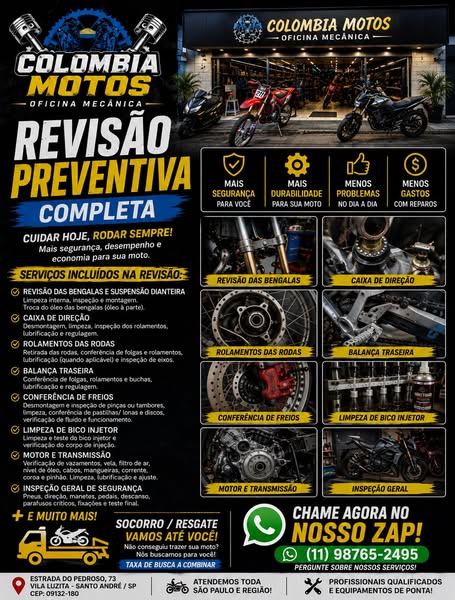 COLOMBIA
MOTOS
OFICINA MECÂNICA
COLOMBIA MOTOS
OFICINA MECÂNICA
REVISÃO
PREVENTIVA
COMPLETA
CUIDAR HOJE, RODAR SEMPRE!
Mais segurança, desempenho e
economia para sua moto.
MAIS
SEGURANÇA
PARA VOCÊ
MAIS
DURABILIDADE
PARA SUA MOTO
MENOS
PROBLEMAS
NO DIA A DIA
MENOS
GASTOS
COM REPAROS
SERVIÇOS INCLUÍDOS NA REVISÃO:
REVISÃO DAS BENGALAS E SUSPENSÃO DIANTEIRA
Limpeza interna, inspeção e montagem.
Troca do óleo das bengalas (óleo à parte).
CAIXA DE DIREÇÃO
Desmontagem, limpeza, inspeção dos rolamentos,
lubrificação e regulagem.
ROLAMENTOS DAS RODAS
Retirada das rodas, conferência de folgas e rolamentos,
lubrificação (quando aplicável) e inspeção de eixos.
BALANÇA TRASEIRA
Conferência de folgas, rolamentos e buchas,
lubrificação e regulagem.
CONFERÊNCIA DE FREIOS
Desmontagem e inspeção de pinças ou tambores,
limpeza, conferência de pastilhas/ lonas e discos,
verificação de fluido e funcionamento.
LIMPEZA DE BICO INJETOR
Limpeza e teste do bico injetor e
verificação do corpo de injeção.
MOTOR E TRANSMISSÃO
Verificação de vazamentos, vela, filtro de ar,
nível de óleo, cabos, mangueiras, corrente,
coroa e pinhão. Limpeza, lubrificação e ajuste.
INSPEÇÃO GERAL DE SEGURANÇA
Pneus, direção, manetes, pedais, descanso,
parafusos críticos, fixações e teste final.
REVISÃO DAS BENGALAS
CAIXA DE DIREÇÃO
ROLAMENTOS DAS RODAS
BALANÇA TRASEIRA
CONFERÊNCIA DE FREIOS
LIMPEZA DE BICO INJETOR
MOTOR E TRANSMISSÃO
INSPEÇÃO GERAL
+ E MUITO MAIS!
SOCORRO / RESGATE
VAMOS ATÉ VOCÊ!
Não conseguiu trazer sua moto?
Nós buscamos para você!
TAXA DE BUSCA A COMBINAR
CHAME AGORA NO
NOSSO ZAP!
(11) 98765-2495
PERGUNTE SOBRE NOSSOS SERVIÇOS!
ESTRADA DO PEDROSO, 73
VILA LUZITA - SANTO ANDRÉ / SP
CEP: 09132-180
ATENDEMOS TODA
SÃO PAULO E REGIÃO!
PROFISSIONAIS QUALIFICADOS
E EQUIPAMENTOS DE PONTA!